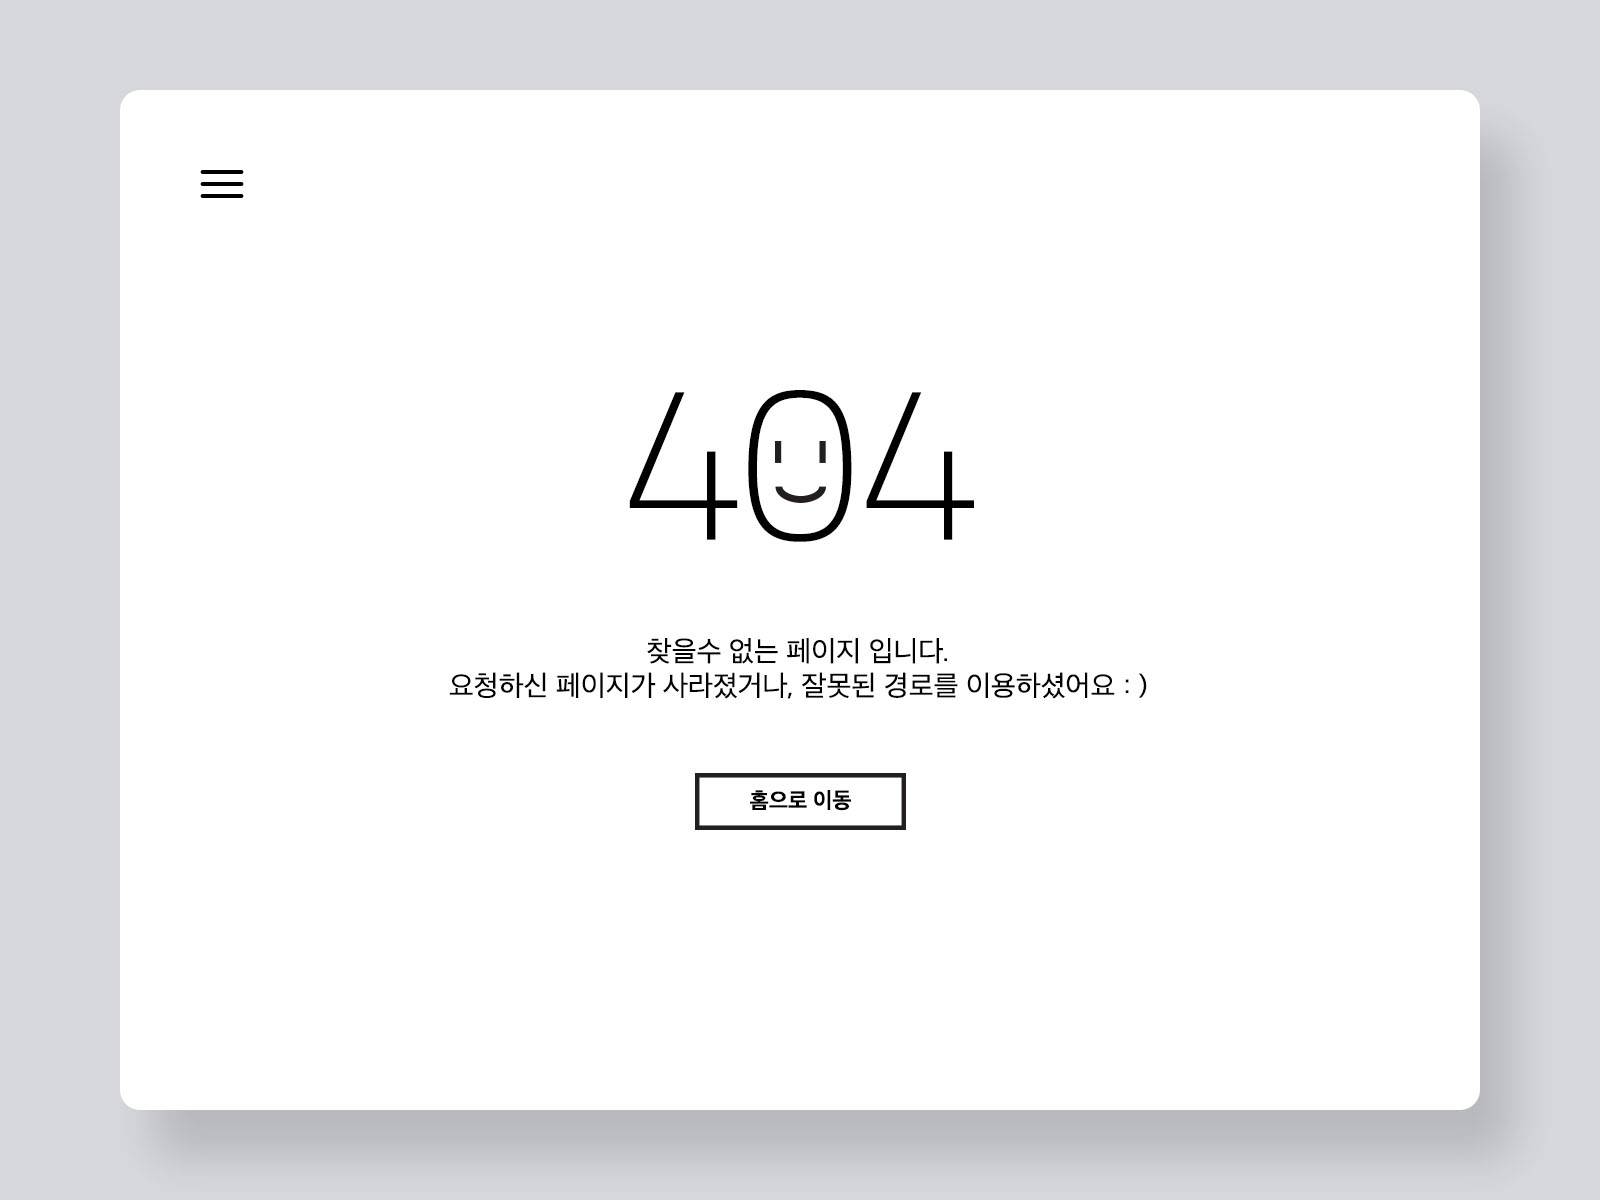 404
찾을수 없는 페이지 입니다.
요청하신 페이지가 사라졌거나, 잘못된 경로를 이용하셨어요 : )
홈으로 이동